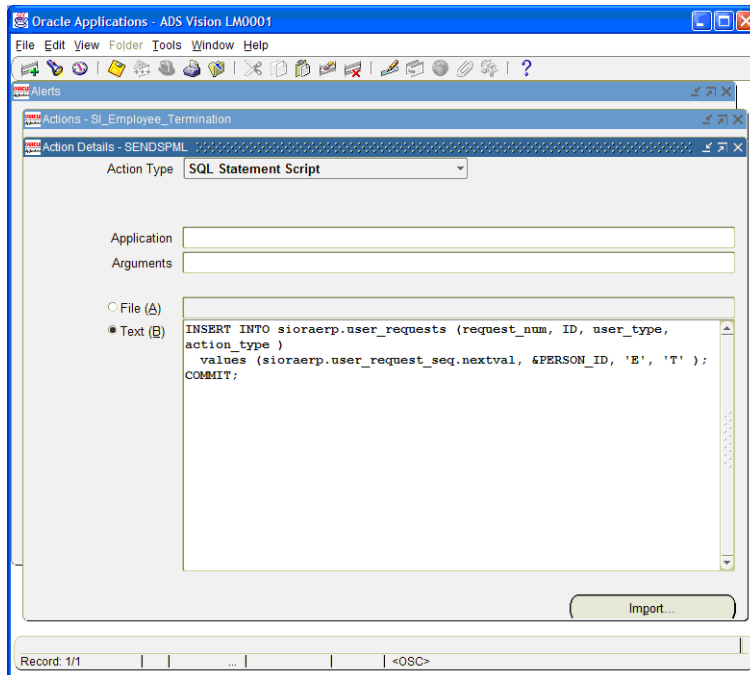 Oracle Applications - ADS Vision LM0001
File Edit View Folder Tools Window Help
Alerts
Actions - SI_Employee_Termination
Action Details - SENDSPML
Action Type SQL Statement Script
Application
Arguments
File (A)
Text (B)
INSERT INTO sioraerp.user_requests (request_num, ID, user_type,
action_type )
values (sioraerp.user_request_seq.nextval, &PERSON_ID, 'E', 'T' );
COMMIT;
Import...
Record: 1/1 ... <OSC>